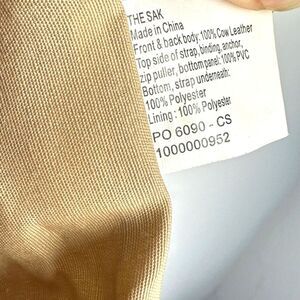 THE SAK
Made in China
Front & back body: 100% Cow Leather
Top side of strap, binding, anchor,
zip puller, bottom panel: 100% PVC
Bottom, strap underneath:
100% Polyester
Lining : 100% Polyester
PO 6090 - CS
1000000952